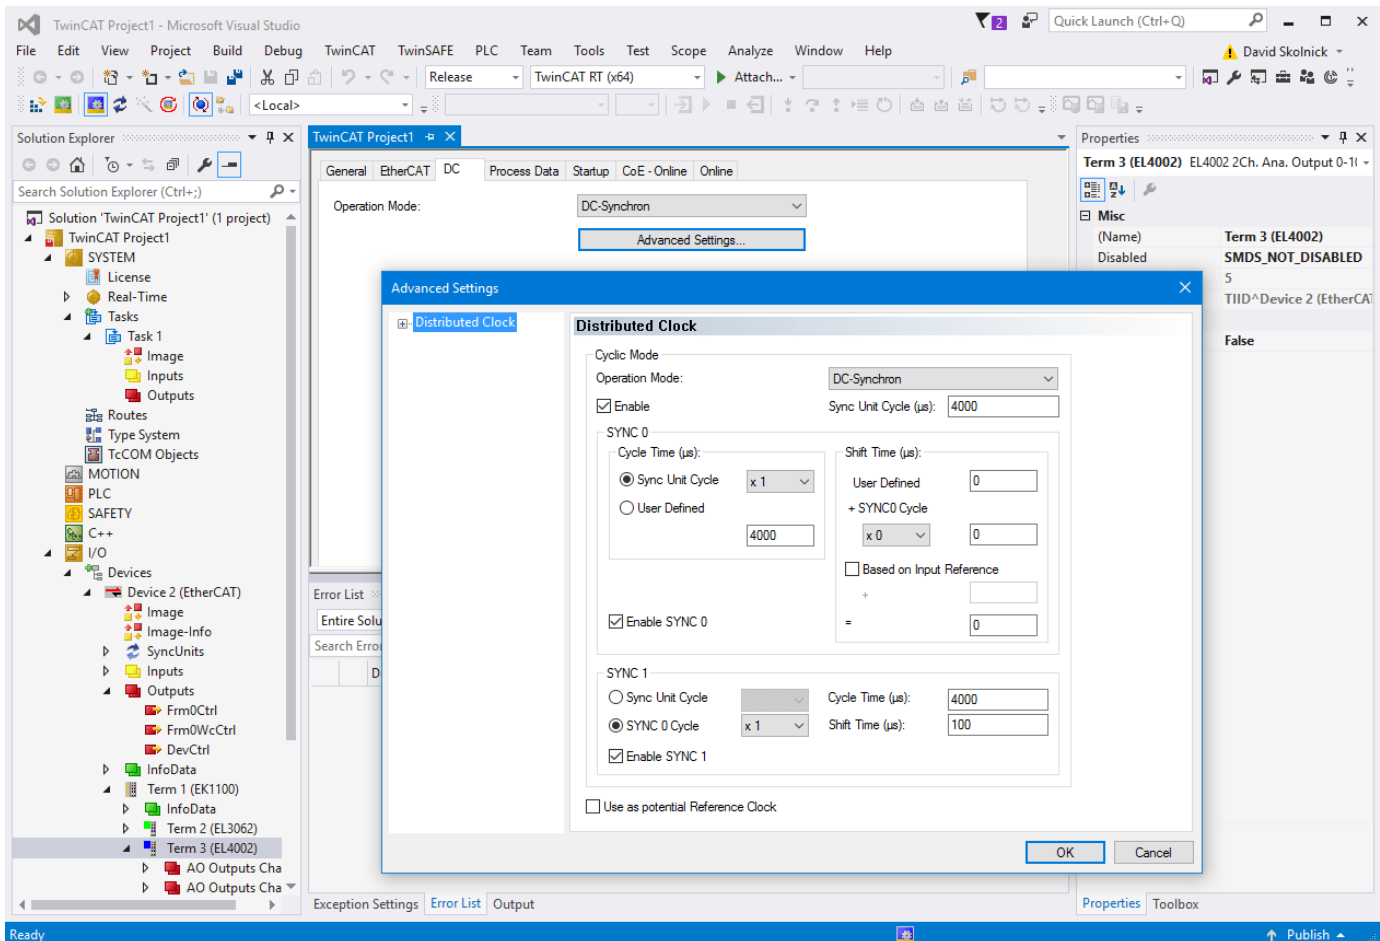 TwinCAT Project1 - Microsoft Visual Studio
2
Quick Launch (Ctrl+Q)
File Edit View Project Build Debug TwinCAT TwinSAFE PLC Team Tools Test Scope Analyze Window Help
David Skolnick
Release
TwinCAT RT (x64)
Attach...
<Local>
Solution Explorer
Search Solution Explorer (Ctrl+;)
Solution 'TwinCAT Project1' (1 project)
TwinCAT Project1
SYSTEM
License
Real-Time
Tasks
Task 1
Image
Inputs
Outputs
Routes
Type System
TcCOM Objects
MOTION
PLC
SAFETY
C++
I/O
Devices
Device 2 (EtherCAT)
Image
Image-Info
SyncUnits
Inputs
Outputs
Frm0Ctrl
Frm0WcCtrl
DevCtrl
InfoData
Term 1 (EK1100)
InfoData
Term 2 (EL3062)
Term 3 (EL4002)
AO Outputs Cha
AO Outputs Cha
TwinCAT Project1
General EtherCAT DC Process Data Startup CoE - Online Online
Operation Mode:
DC-Synchron
Advanced Settings...
Error List
Entire Solu
Search Erro
D
Exception Settings Error List Output
Advanced Settings
Distributed Clock
Distributed Clock
Cyclic Mode
Operation Mode:
DC-Synchron
Enable
Sync Unit Cycle (µs): 4000
SYNC 0
Cycle Time (µs):
Sync Unit Cycle x 1
User Defined
4000
Enable SYNC 0
Shift Time (µs):
User Defined 0
+ SYNC0 Cycle
x 0 0
Based on Input Reference
+
= 0
SYNC 1
Sync Unit Cycle
Cycle Time (µs): 4000
SYNC 0 Cycle x 1
Shift Time (µs): 100
Enable SYNC 1
Use as potential Reference Clock
OK Cancel
Properties
Term 3 (EL4002) EL4002 2Ch. Ana. Output 0-1(
Misc
(Name) Term 3 (EL4002)
Disabled SMDS_NOT_DISABLED
5
TIID^Device 2 (EtherCA
False
Properties Toolbox
Ready
Publish